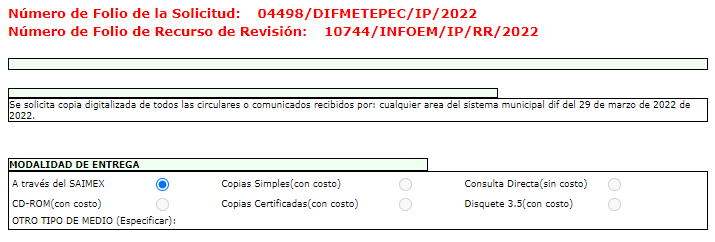 Número de Folio de la Solicitud: 04498/DIFMETEPEC/IP/2022
Número de Folio de Recurso de Revisión: 10744/INFOEM/IP/RR/2022
Se solicita copia digitalizada de todos las circulares o comunicados recibidos por: cualquier area del sistema municipal dif del 29 de marzo de 2022 de
2022.
MODALIDAD DE ENTREGA
A través del SAIMEX Copias Simples(con costo) Consulta Directa(sin costo)
CD-ROM(con costo) Copias Certificadas(con costo) Disquete 3.5(con costo)
OTRO TIPO DE MEDIO (Especificar):